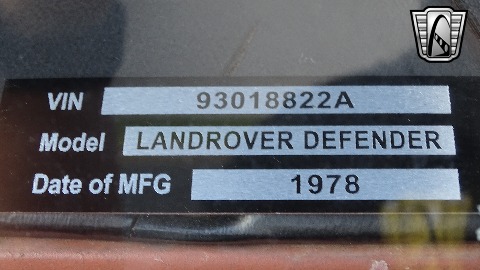 VIN 93018822A
Model LANDROVER DEFENDER
Date of MFG 1978